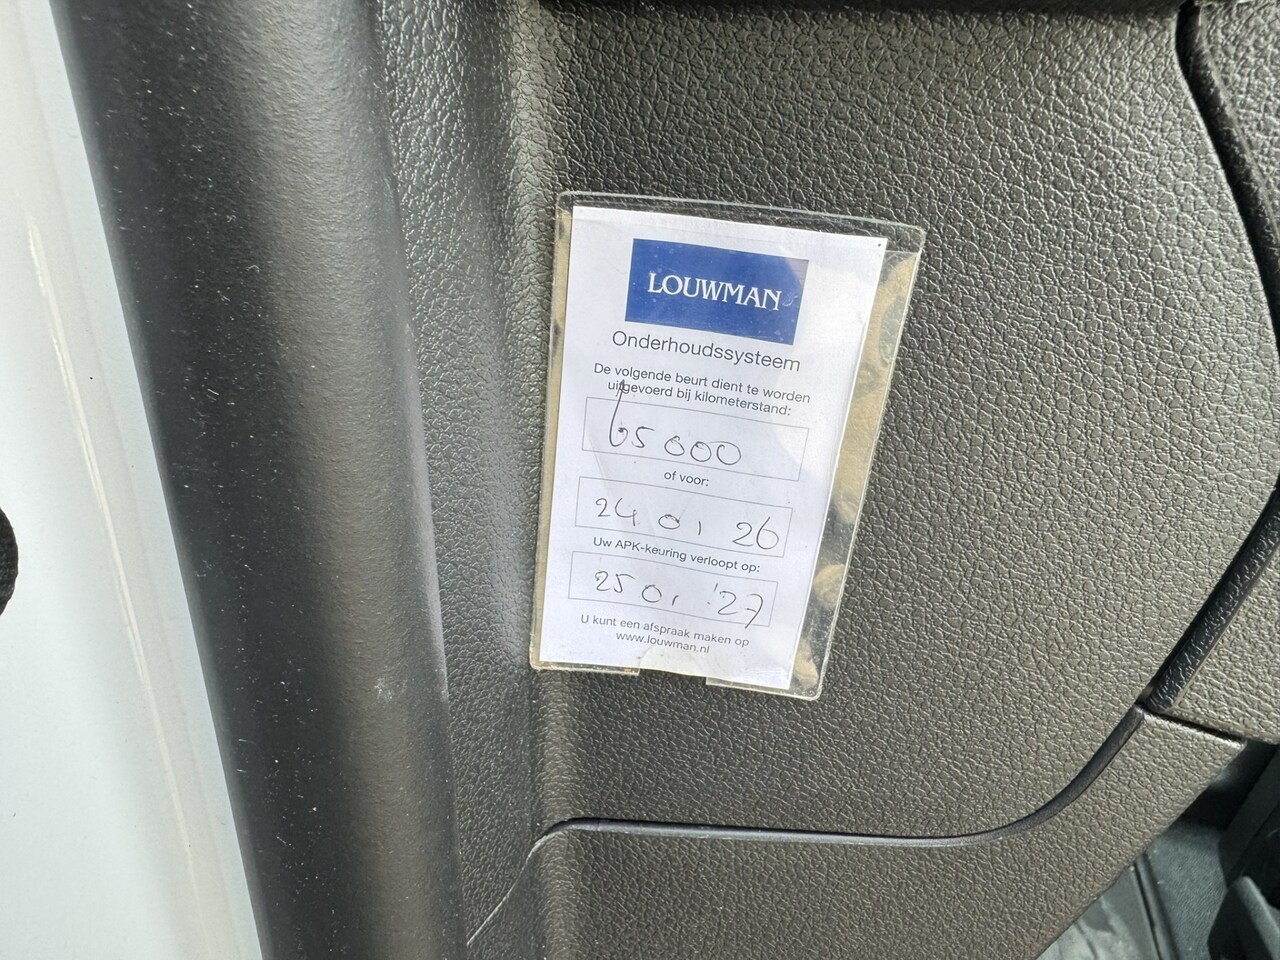 LOUWMAN
Onderhoudssysteem
De volgende beurt dient te worden
uitgevoerd bij kilometerstand:
65000
of voor:
24 01 26
Uw APK-keuring verloopt op:
25 01 '27
U kunt een afspraak maken op
www.louwman.nl